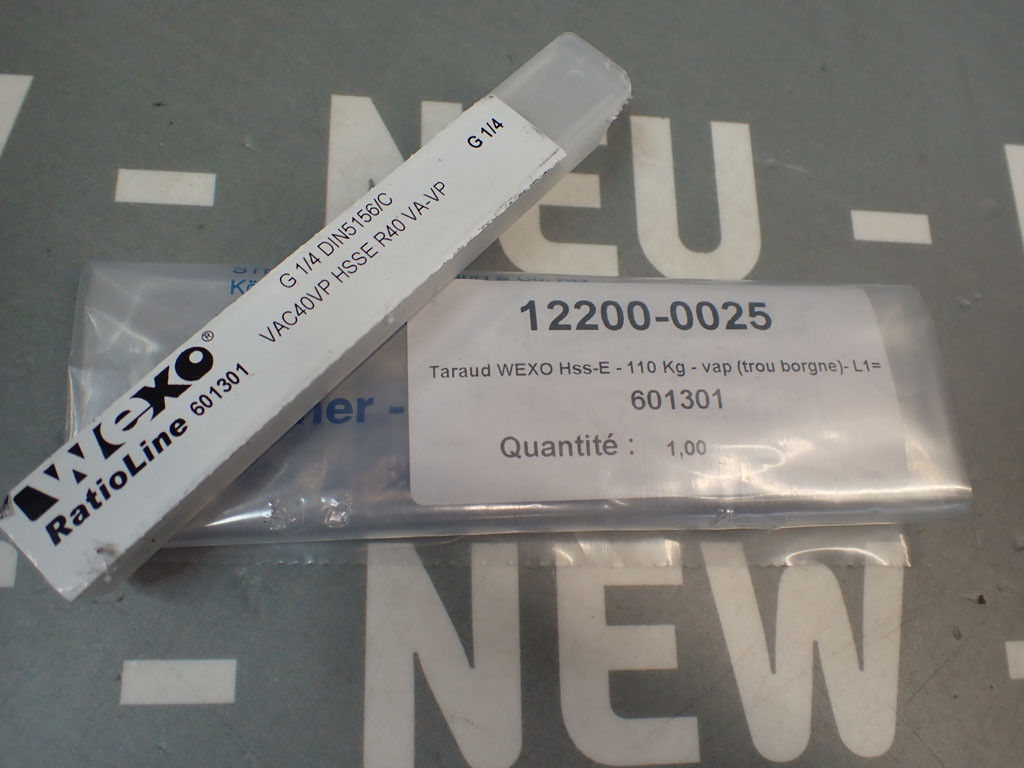 NEU
G 1/4
G 1/4 DIN5156/C
VAC40VP HSSE R40 VA-VP
Wexo®
RatioLine 601301
12200-0025
Taraud WEXO Hss-E - 110 Kg - vap (trou borgne)- L1=
601301
Quantité : 1,00
NEW